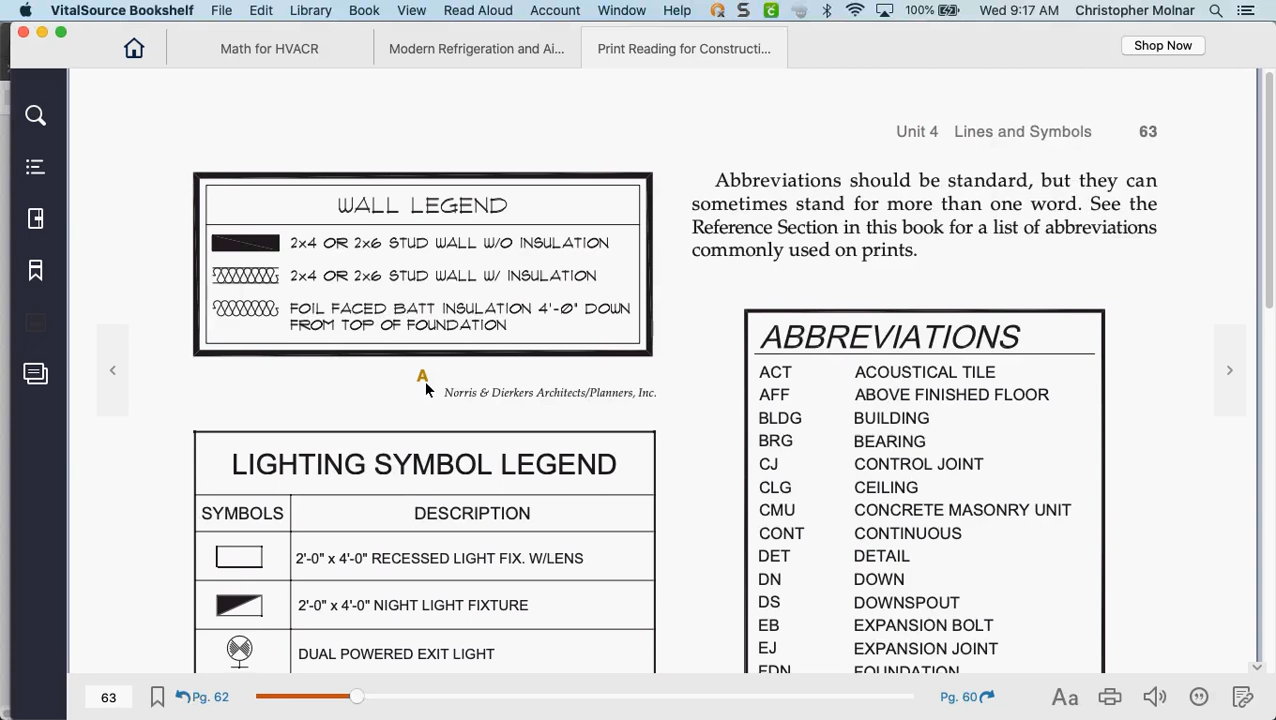 VitalSource Bookshelf File Edit Library Book View Read Aloud Account Window Help 100% Wed 9:17 AM Christopher Molnar
Math for HVACR
Modern Refrigeration and Ai...
Print Reading for Constructi...
Shop Now
Unit 4 Lines and Symbols 63
WALL LEGEND
2x4 OR 2x6 STUD WALL W/O INSULATION
2x4 OR 2x6 STUD WALL W/ INSULATION
FOIL FACED BATT INSULATION 4'-0" DOWN
FROM TOP OF FOUNDATION
A
Norris & Dierkers Architects/Planners, Inc.
LIGHTING SYMBOL LEGEND
SYMBOLS DESCRIPTION
2'-0" x 4'-0" RECESSED LIGHT FIX. W/LENS
2'-0" x 4'-0" NIGHT LIGHT FIXTURE
DUAL POWERED EXIT LIGHT
Abbreviations should be standard, but they can
sometimes stand for more than one word. See the
Reference Section in this book for a list of abbreviations
commonly used on prints.
ABBREVIATIONS
ACT ACOUSTICAL TILE
AFF ABOVE FINISHED FLOOR
BLDG BUILDING
BRG BEARING
CJ CONTROL JOINT
CLG CEILING
CMU CONCRETE MASONRY UNIT
CONT CONTINUOUS
DET DETAIL
DN DOWN
DS DOWNSPOUT
EB EXPANSION BOLT
EJ EXPANSION JOINT
FDN FOUNDATION
63
Pg. 62
Pg. 60
Aa